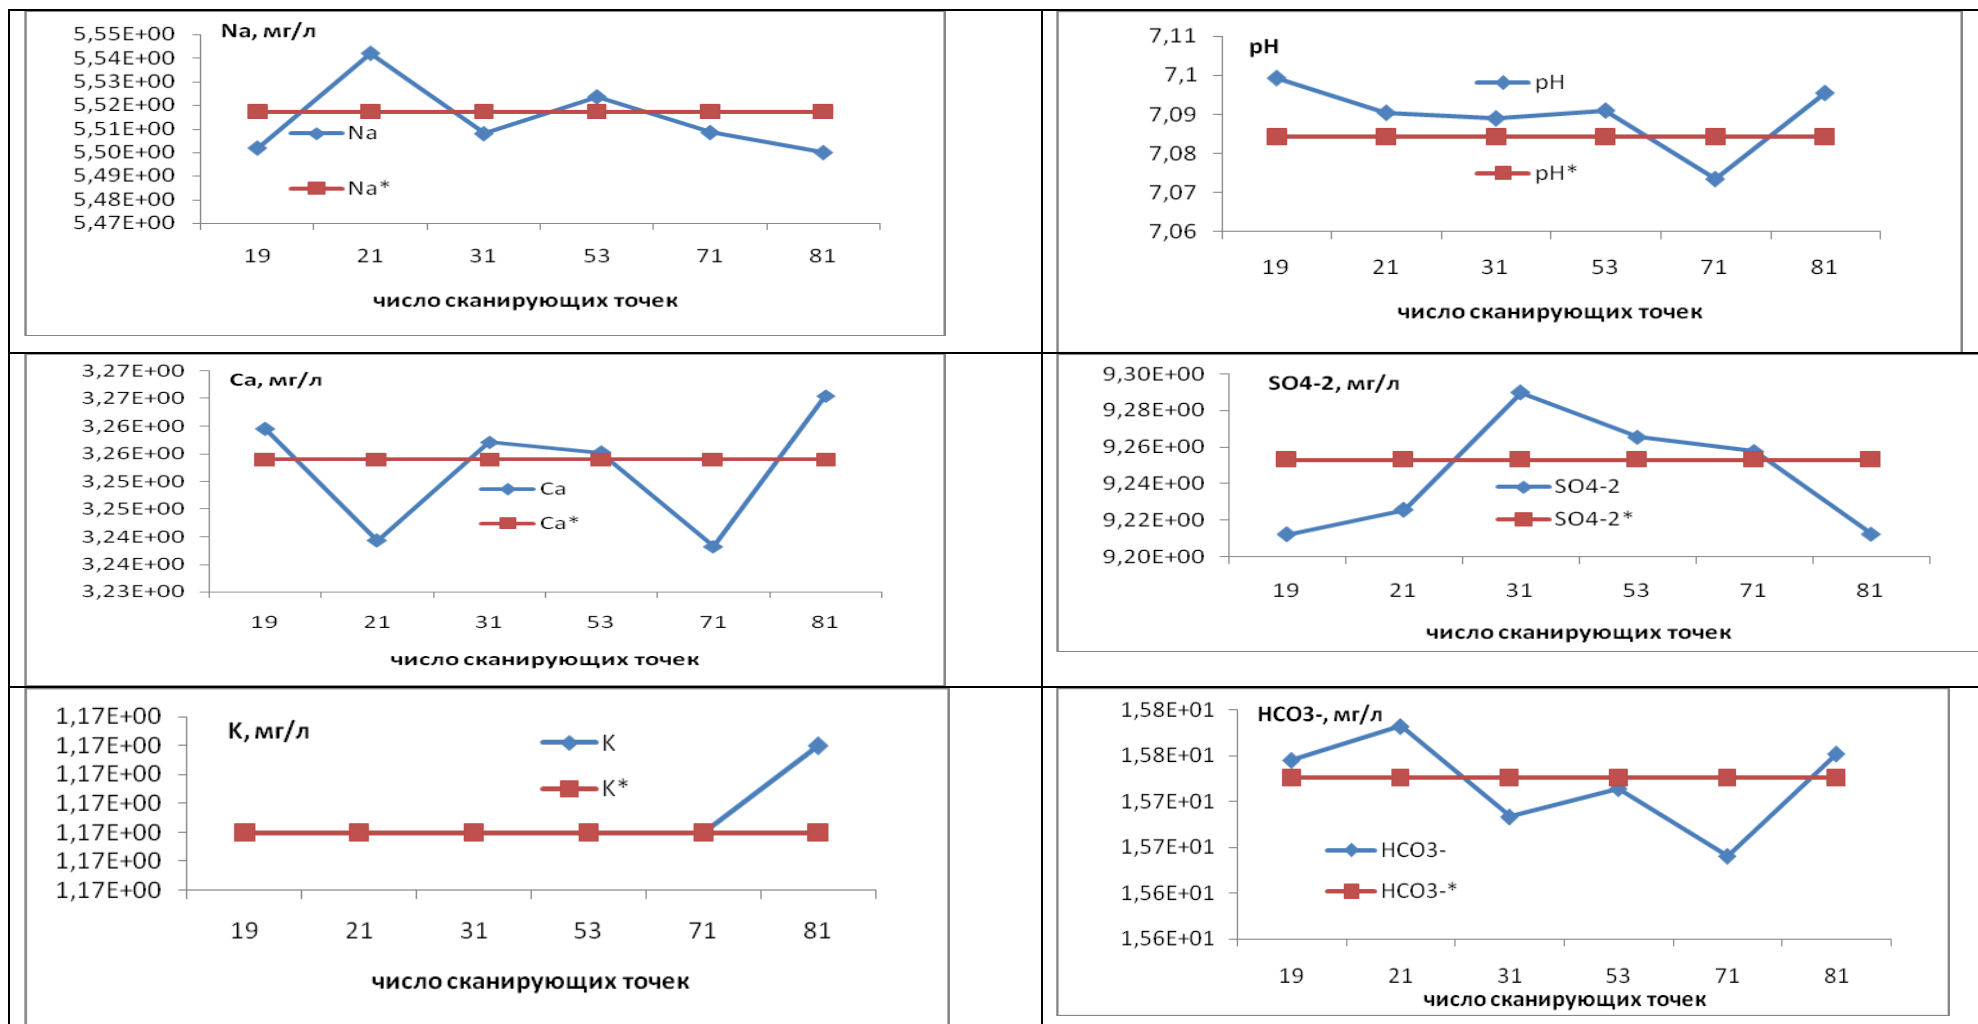 Na, мг/л
5,55E+00
5,54E+00
5,53E+00
5,52E+00
5,51E+00
5,50E+00
5,49E+00
5,48E+00
5,47E+00
Na
Na*
19 21 31 53 71 81
число сканирующих точек
pH
7,11
7,1
7,09
7,08
7,07
7,06
pH
pH*
19 21 31 53 71 81
число сканирующих точек
Ca, мг/л
3,27E+00
3,27E+00
3,26E+00
3,26E+00
3,25E+00
3,25E+00
3,24E+00
3,24E+00
3,23E+00
Ca
Ca*
19 21 31 53 71 81
число сканирующих точек
SO4-2, мг/л
9,30E+00
9,28E+00
9,26E+00
9,24E+00
9,22E+00
9,20E+00
SO4-2
SO4-2*
19 21 31 53 71 81
число сканирующих точек
K, мг/л
1,17E+00
1,17E+00
1,17E+00
1,17E+00
1,17E+00
1,17E+00
1,17E+00
K
K*
19 21 31 53 71 81
число сканирующих точек
HCO3-, мг/л
1,58E+01
1,58E+01
1,57E+01
1,57E+01
1,56E+01
1,56E+01
HCO3-
HCO3-*
19 21 31 53 71 81
число сканирующих точек